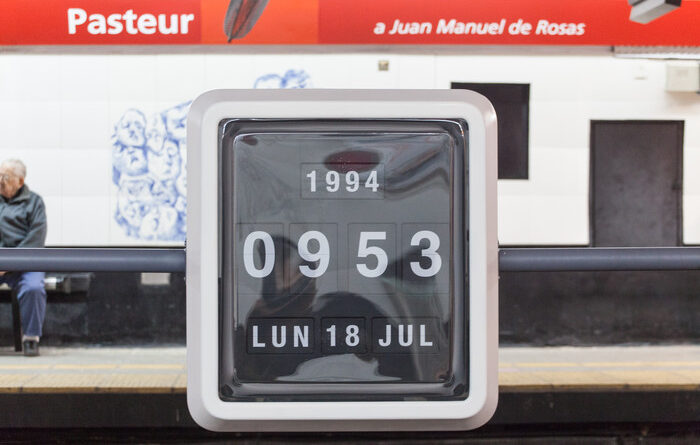 Pasteur
a Juan Manuel de Rosas
1994
0953
LUN 18 JUL